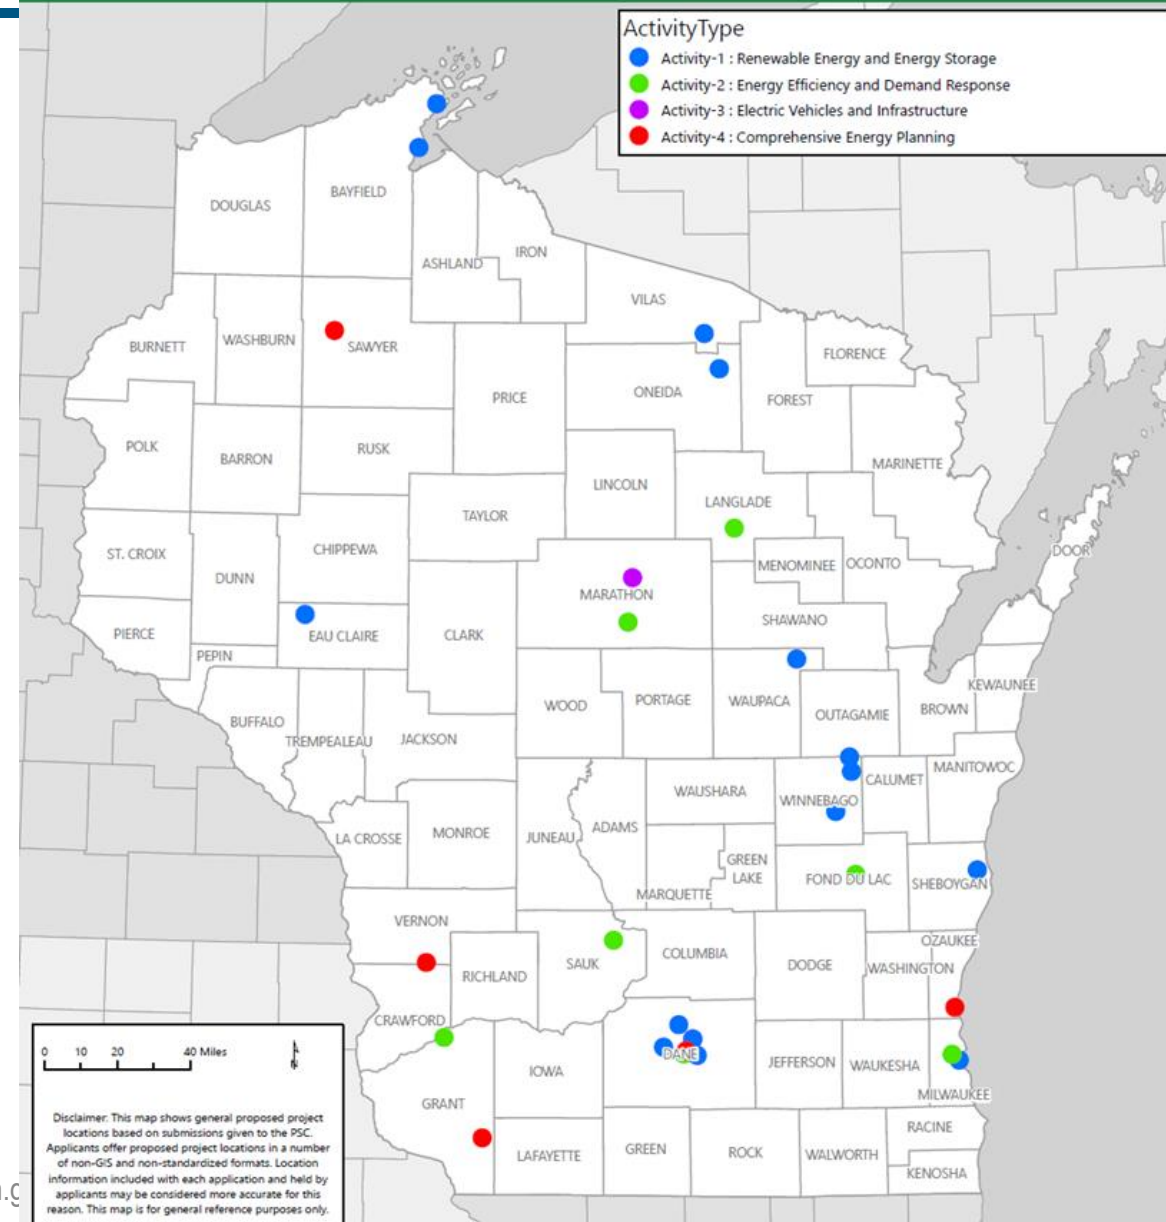 ActivityType
Activity-1 : Renewable Energy and Energy Storage
Activity-2 : Energy Efficiency and Demand Response
Activity-3 : Electric Vehicles and Infrastructure
Activity-4 : Comprehensive Energy Planning
DOUGLAS
BAYFIELD
ASHLAND
IRON
VILAS
BURNETT
WASHBURN
SAWYER
FLORENCE
PRICE
ONEIDA
FOREST
POLK
BARRON
RUSK
MARINETTE
LINCOLN
LANGLADE
TAYLOR
ST. CROIX
CHIPPEWA
DUNN
MENOMINEE
OCONTO
DOOR
MARATHON
PIERCE
EAU CLAIRE
CLARK
SHAWANO
PEPIN
KEWAUNEE
WOOD
PORTAGE
WAUPACA
OUTAGAMIE
BROWN
BUFFALO
TREMPEALEAU
JACKSON
MANITOWOC
CALUMET
WAUSHARA
WINNEBAGO
LA CROSSE
MONROE
JUNEAU
ADAMS
GREEN
LAKE
MARQUETTE
FOND DU LAC
SHEBOYGAN
VERNON
OZAUKEE
COLUMBIA
DODGE
WASHINGTON
SAUK
RICHLAND
CRAWFORD
DANE
JEFFERSON
WAUKESHA
IOWA
MILWAUKEE
GRANT
RACINE
GREEN
ROCK
WALWORTH
LAFAYETTE
KENOSHA
0 10 20 40 Miles
N
Disclaimer: This map shows general proposed project
locations based on submissions given to the PSC.
Applicants offer proposed project locations in a number
of non-GIS and non-standardized formats. Location
information included with each application and held by
applicants may be considered more accurate for this
reason. This map is for general reference purposes only.